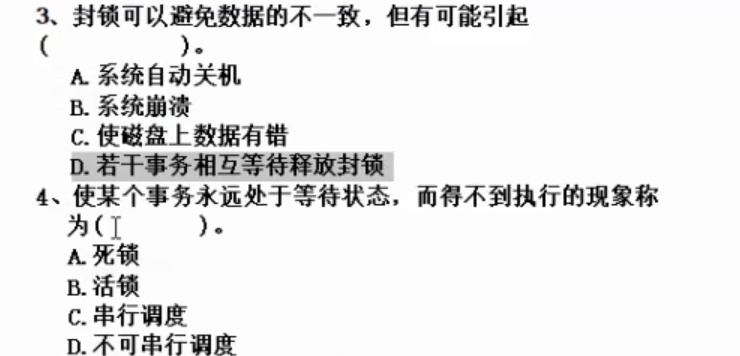 3、封锁可以避免数据的不一致，但有可能引起
(          )。
A. 系统自动关机
B. 系统崩溃
C. 使磁盘上数据有错
D. 若干事务相互等待释放封锁
4、使某个事务永远处于等待状态，而得不到执行的现象称
为(          )。
A. 死锁
B. 活锁
C. 串行调度
D. 不可串行调度